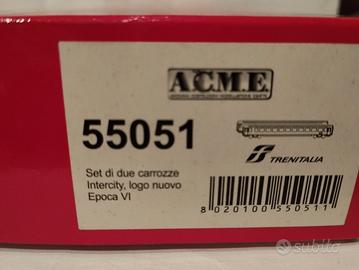 A.C.M.E.
55051
TRENITALIA
Set di due carrozze
Intercity, logo nuovo
Epoca VI
8 020100 550511
subito